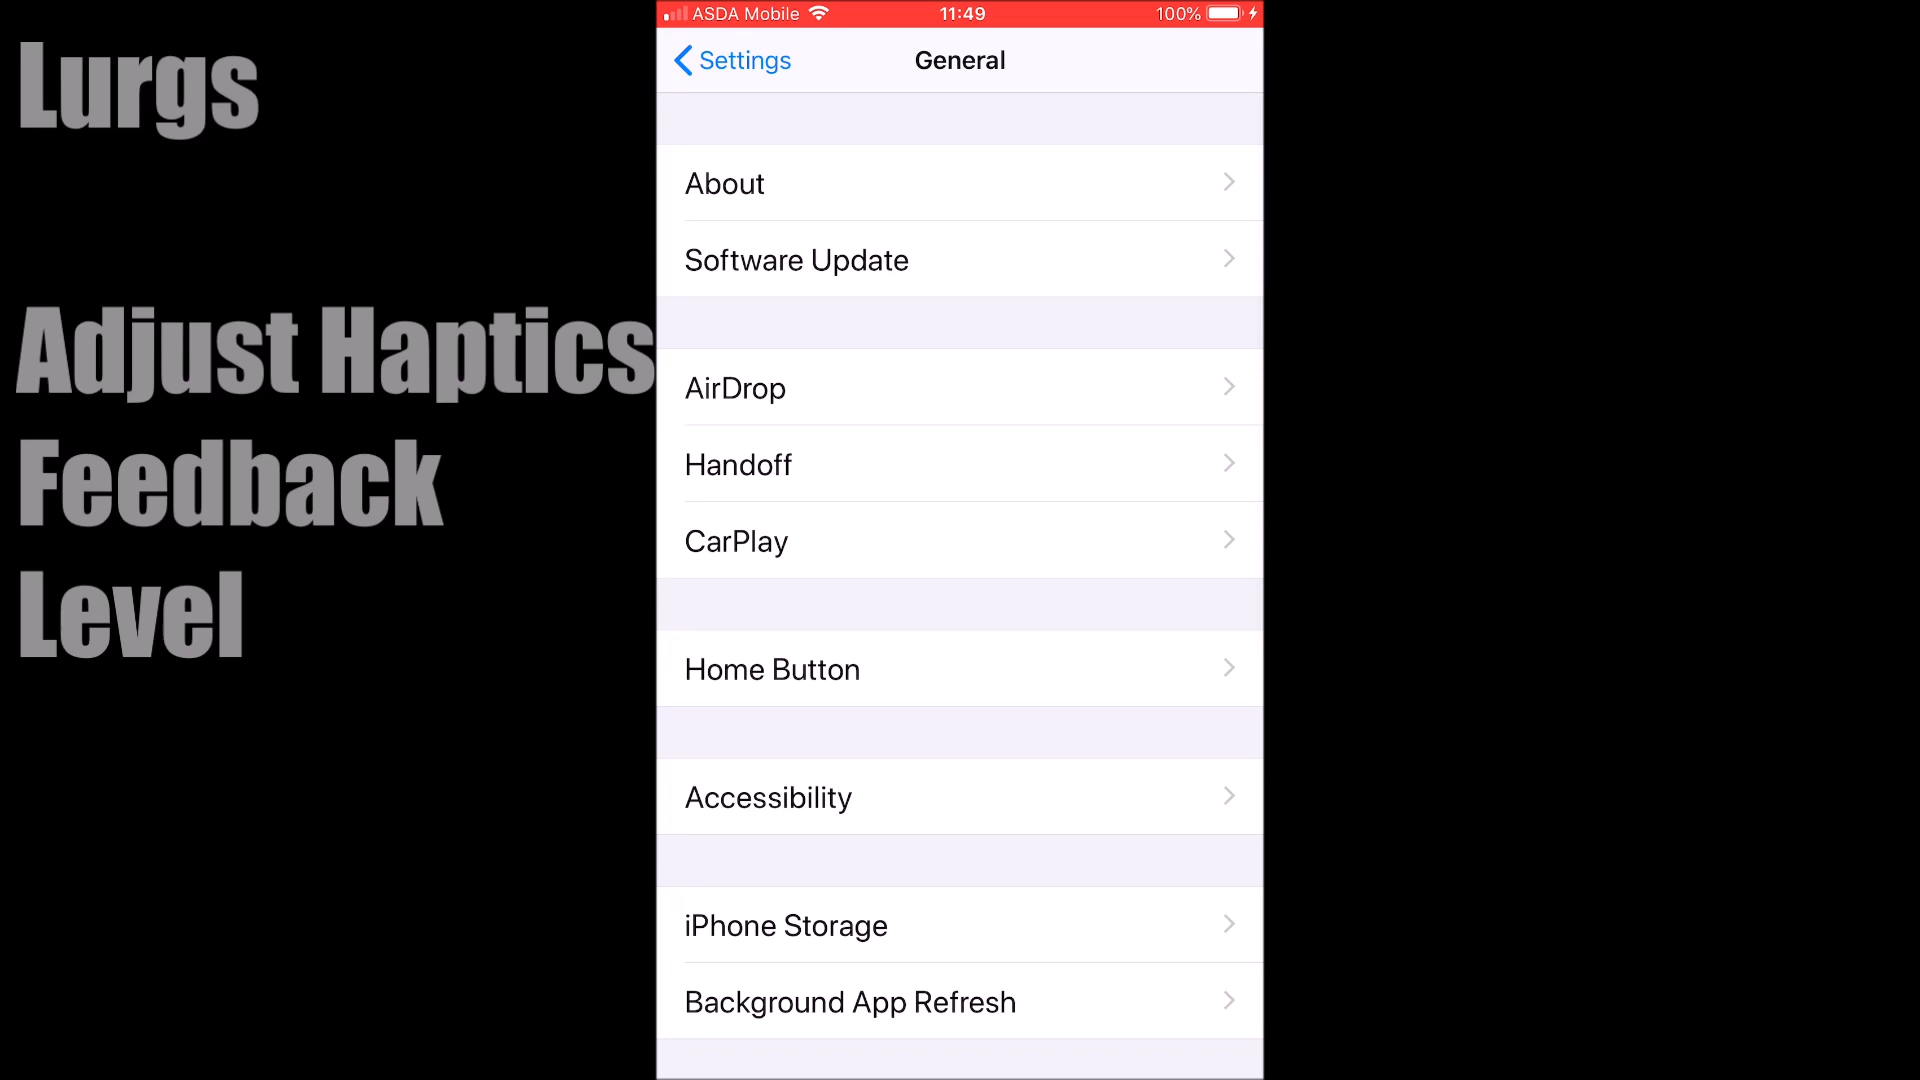 Lurgs
Adjust Haptics
Feedback
Level
ASDA Mobile 11:49 100%
Settings General
About
Software Update
AirDrop
Handoff
CarPlay
Home Button
Accessibility
iPhone Storage
Background App Refresh